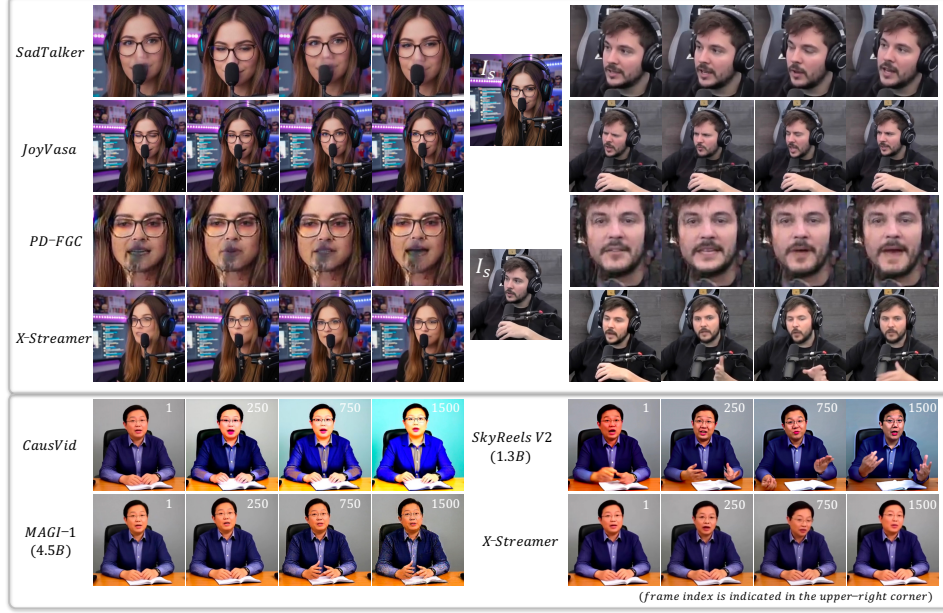 SadTalker
I_s
JoyVasa
PD−FGC
I_s
X-Streamer
CausVid
1
250
750
1500
SkyReels V2
(1.3B)
1
250
750
1500
MAGI−1
(4.5B)
1
250
750
1500
X-Streamer
1
250
750
1500
(frame index is indicated in the upper−right corner)